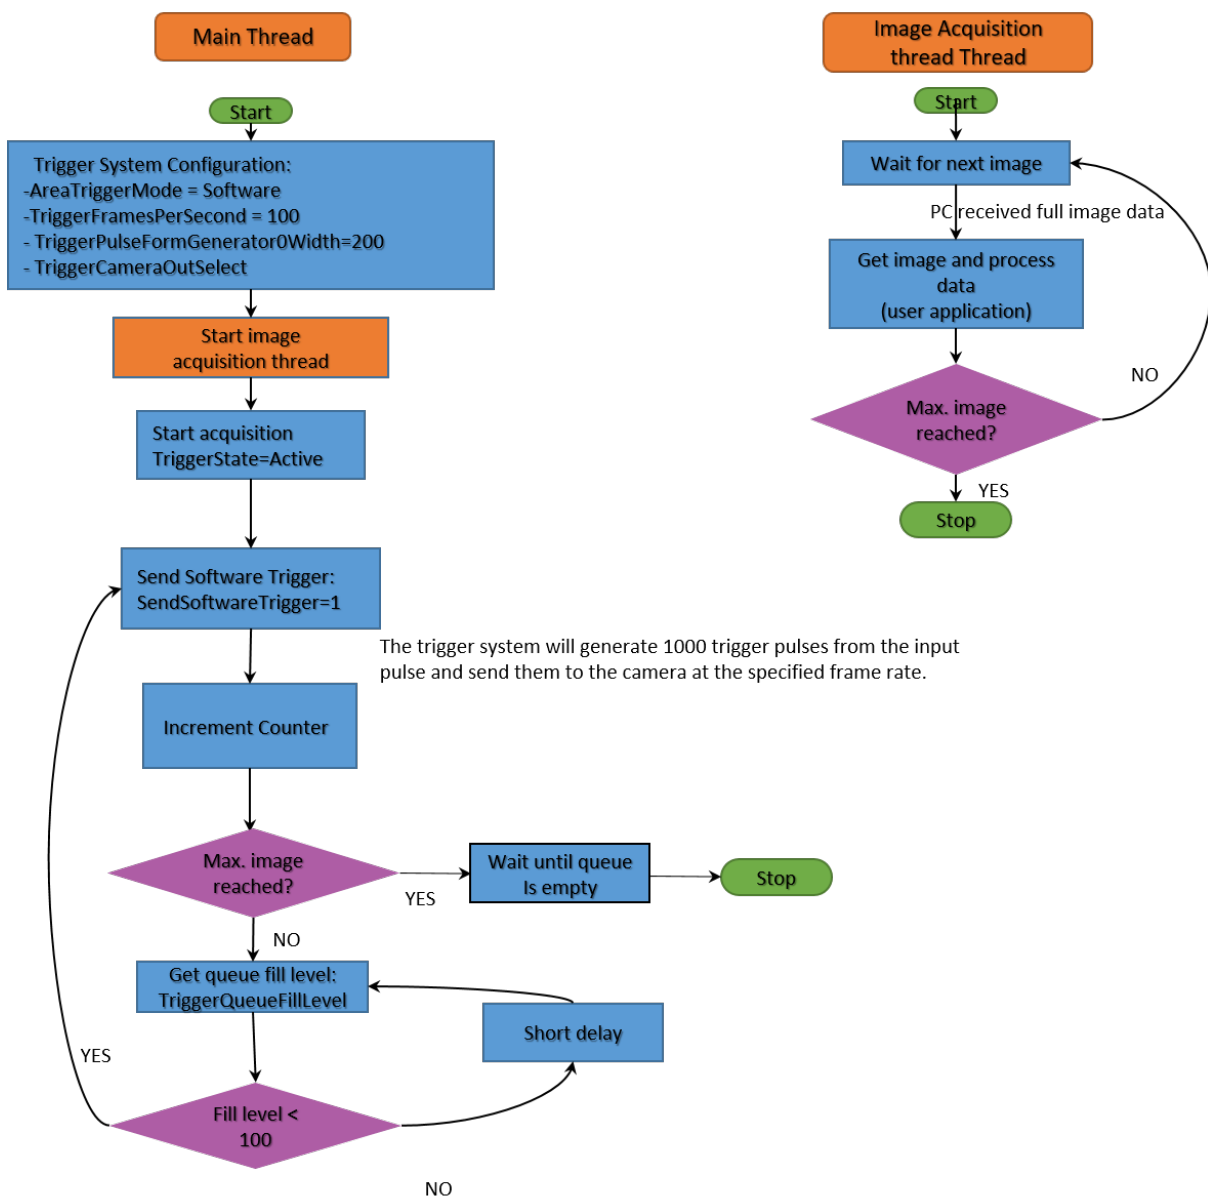 Main Thread
Start
Trigger System Configuration:
-AreaTriggerMode = Software
-TriggerFramesPerSecond = 100
- TriggerPulseFormGenerator0Width=200
- TriggerCameraOutSelect
Start image
acquisition thread
Start acquisition
TriggerState=Active
Send Software Trigger:
SendSoftwareTrigger=1
The trigger system will generate 1000 trigger pulses from the input
pulse and send them to the camera at the specified frame rate.
Increment Counter
Max. image
reached?
YES
Wait until queue
Is empty
Stop
NO
Get queue fill level:
TriggerQueueFillLevel
Short delay
YES
Fill level <
100
NO
Image Acquisition
thread Thread
Start
Wait for next image
PC received full image data
Get image and process
data
(user application)
NO
Max. image
reached?
YES
Stop